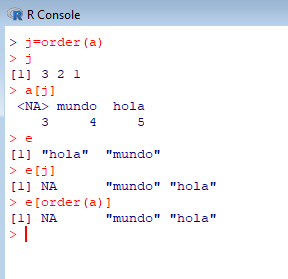 R Console
> j=order(a)
> j
[1] 3 2 1
> a[j]
 <NA> mundo  hola
    3     4     5
> e
[1] "hola"  "mundo"
> e[j]
[1] NA      "mundo" "hola"
> e[order(a)]
[1] NA      "mundo" "hola"
>